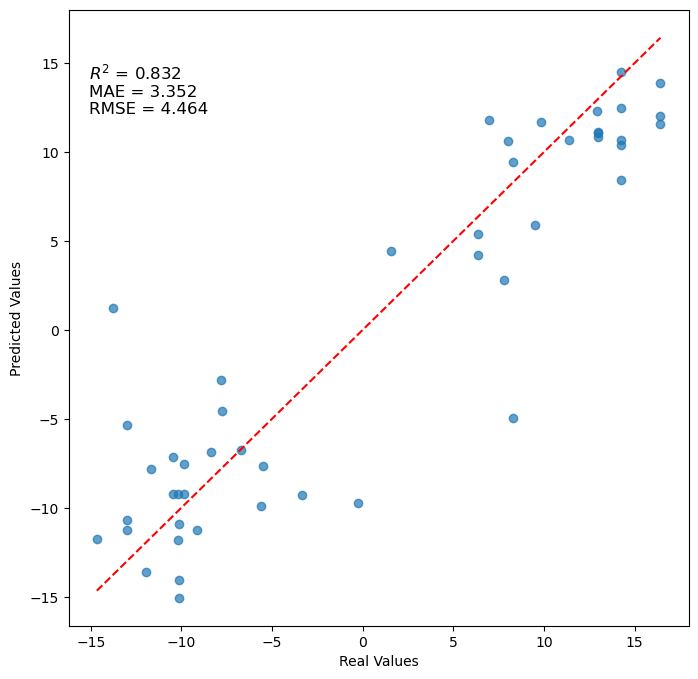 R² = 0.832
MAE = 3.352
RMSE = 4.464
Predicted Values
15
10
5
0
−5
−10
−15
−15 −10 −5 0 5 10 15
Real Values